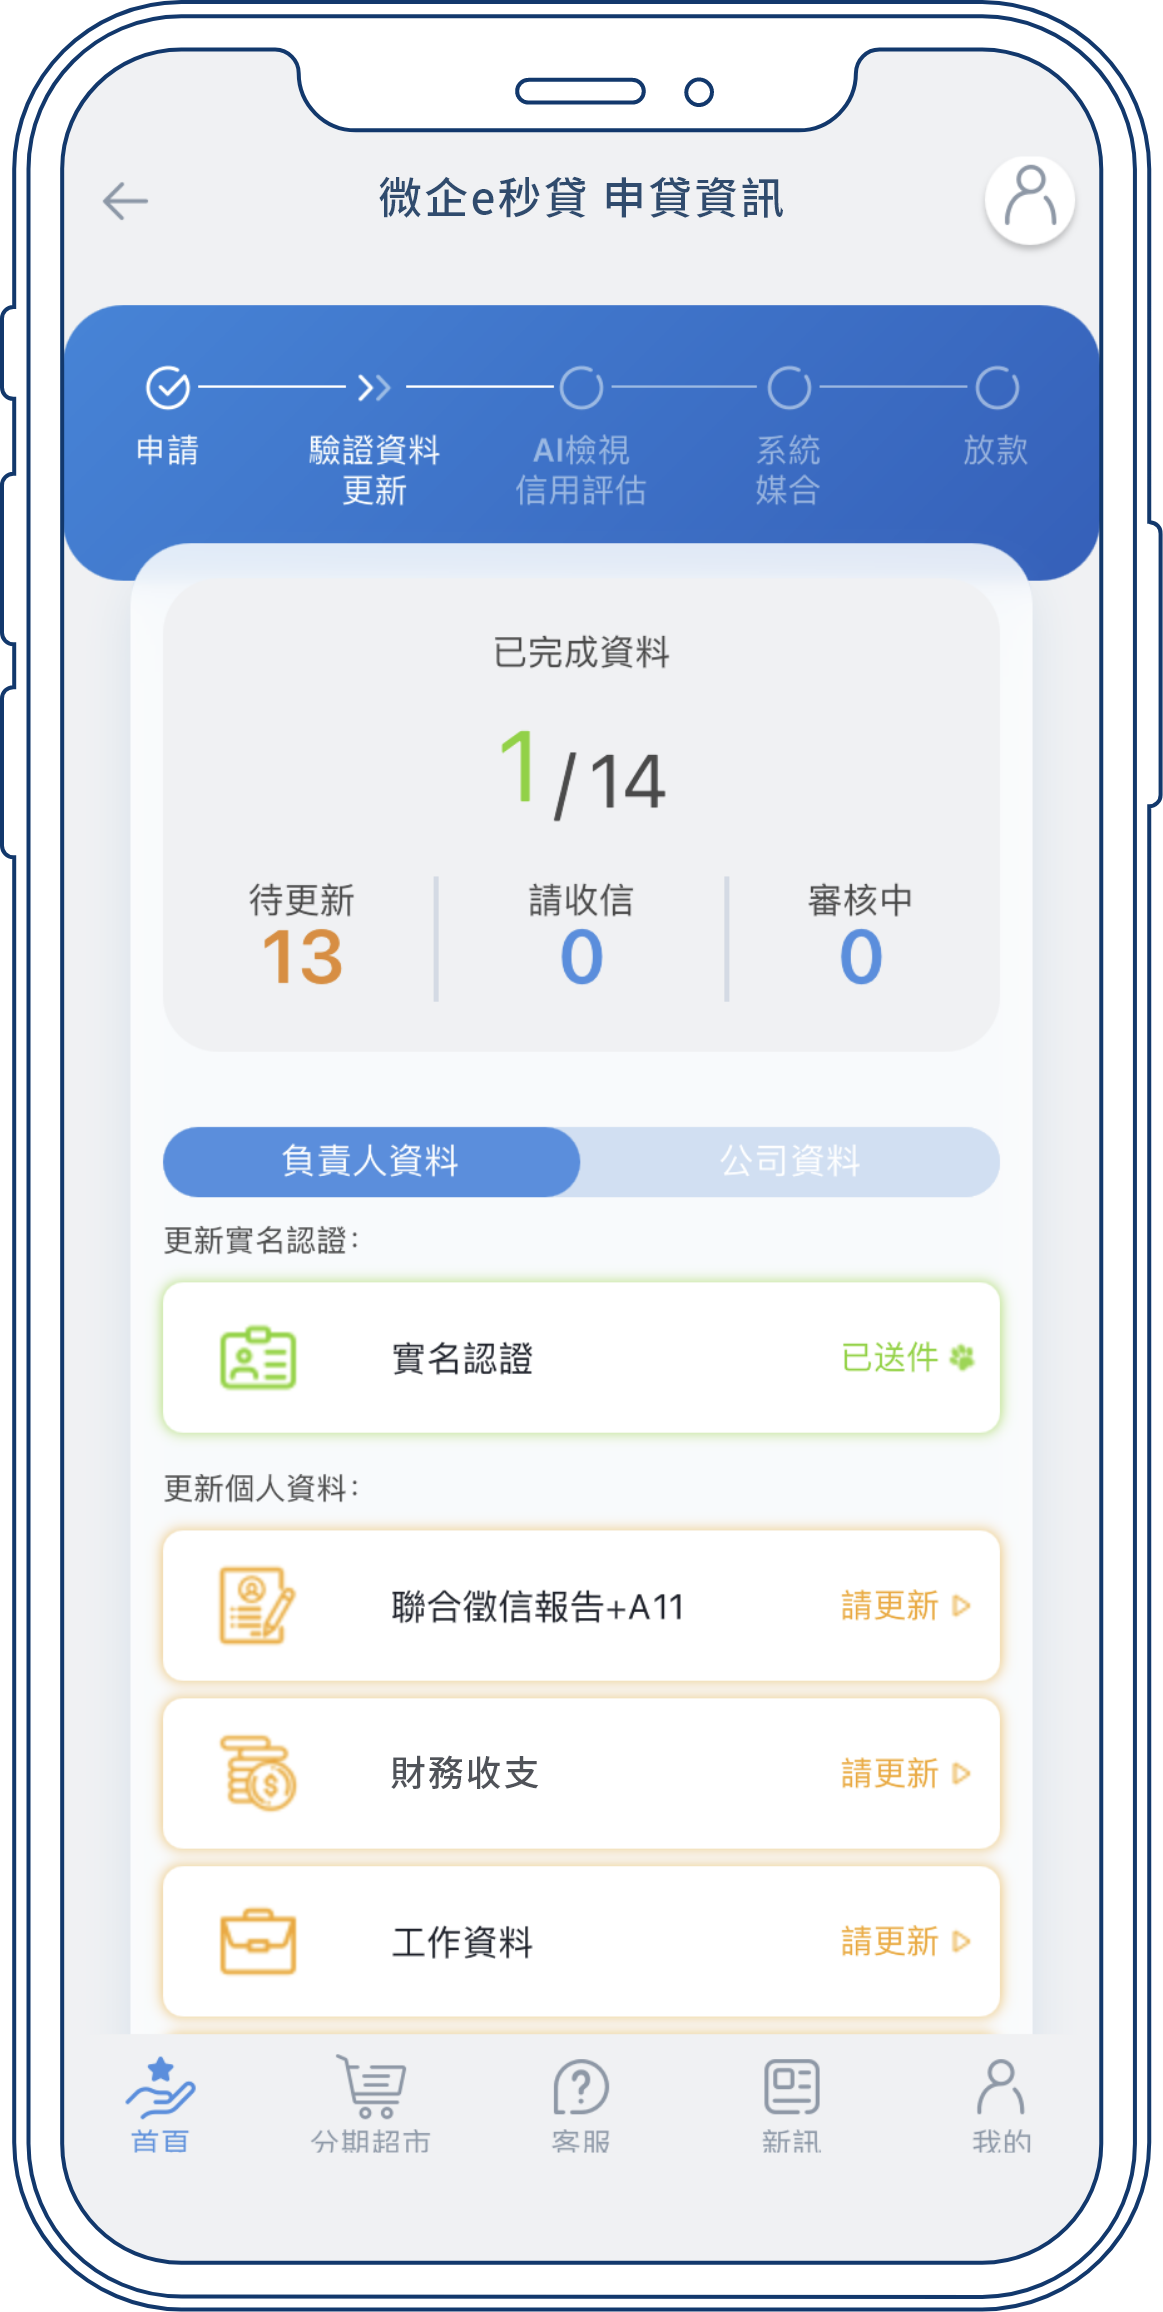 微企e秒貸 申貸資訊
申請
驗證資料
更新
AI檢視
信用評估
系統
媒合
放款
已完成資料
1/14
待更新
13
請收信
0
審核中
0
負責人資料
公司資料
更新實名認證:
實名認證
已送件
更新個人資料:
聯合徵信報告+A11
請更新
財務收支
請更新
工作資料
請更新
首頁
分期超市
客服
新訊
我的